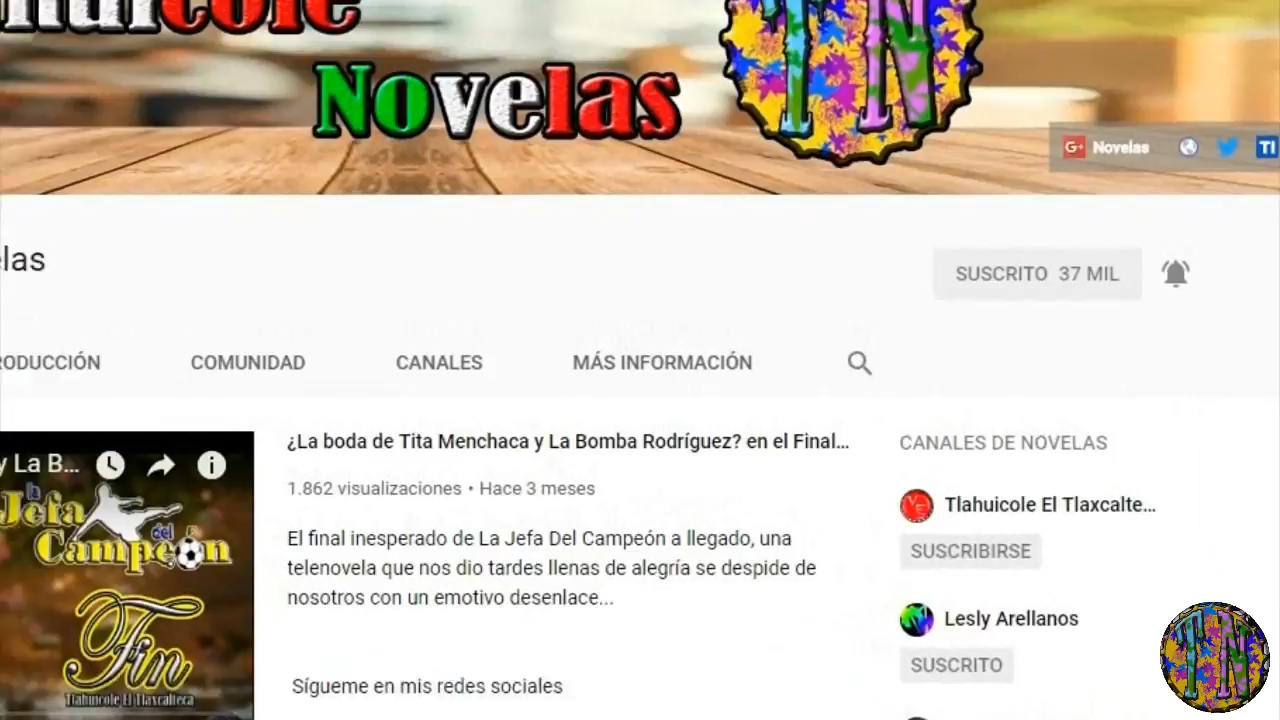 uicole
Novelas
TN
G+ Novelas
elas
SUSCRITO 37 MIL
RODUCCIÓN COMUNIDAD CANALES MÁS INFORMACIÓN
y La B...
la
Jefa
del
Campeón
Fin
Tlahuicole El Tlaxcalteca
¿La boda de Tita Menchaca y La Bomba Rodríguez? en el Final...
1.862 visualizaciones • Hace 3 meses
El final inesperado de La Jefa Del Campeón a llegado, una
telenovela que nos dio tardes llenas de alegría se despide de
nosotros con un emotivo desenlace...
Sígueme en mis redes sociales
CANALES DE NOVELAS
Tlahuicole El Tlaxcalte...
SUSCRIBIRSE
Lesly Arellanos
SUSCRITO
TN